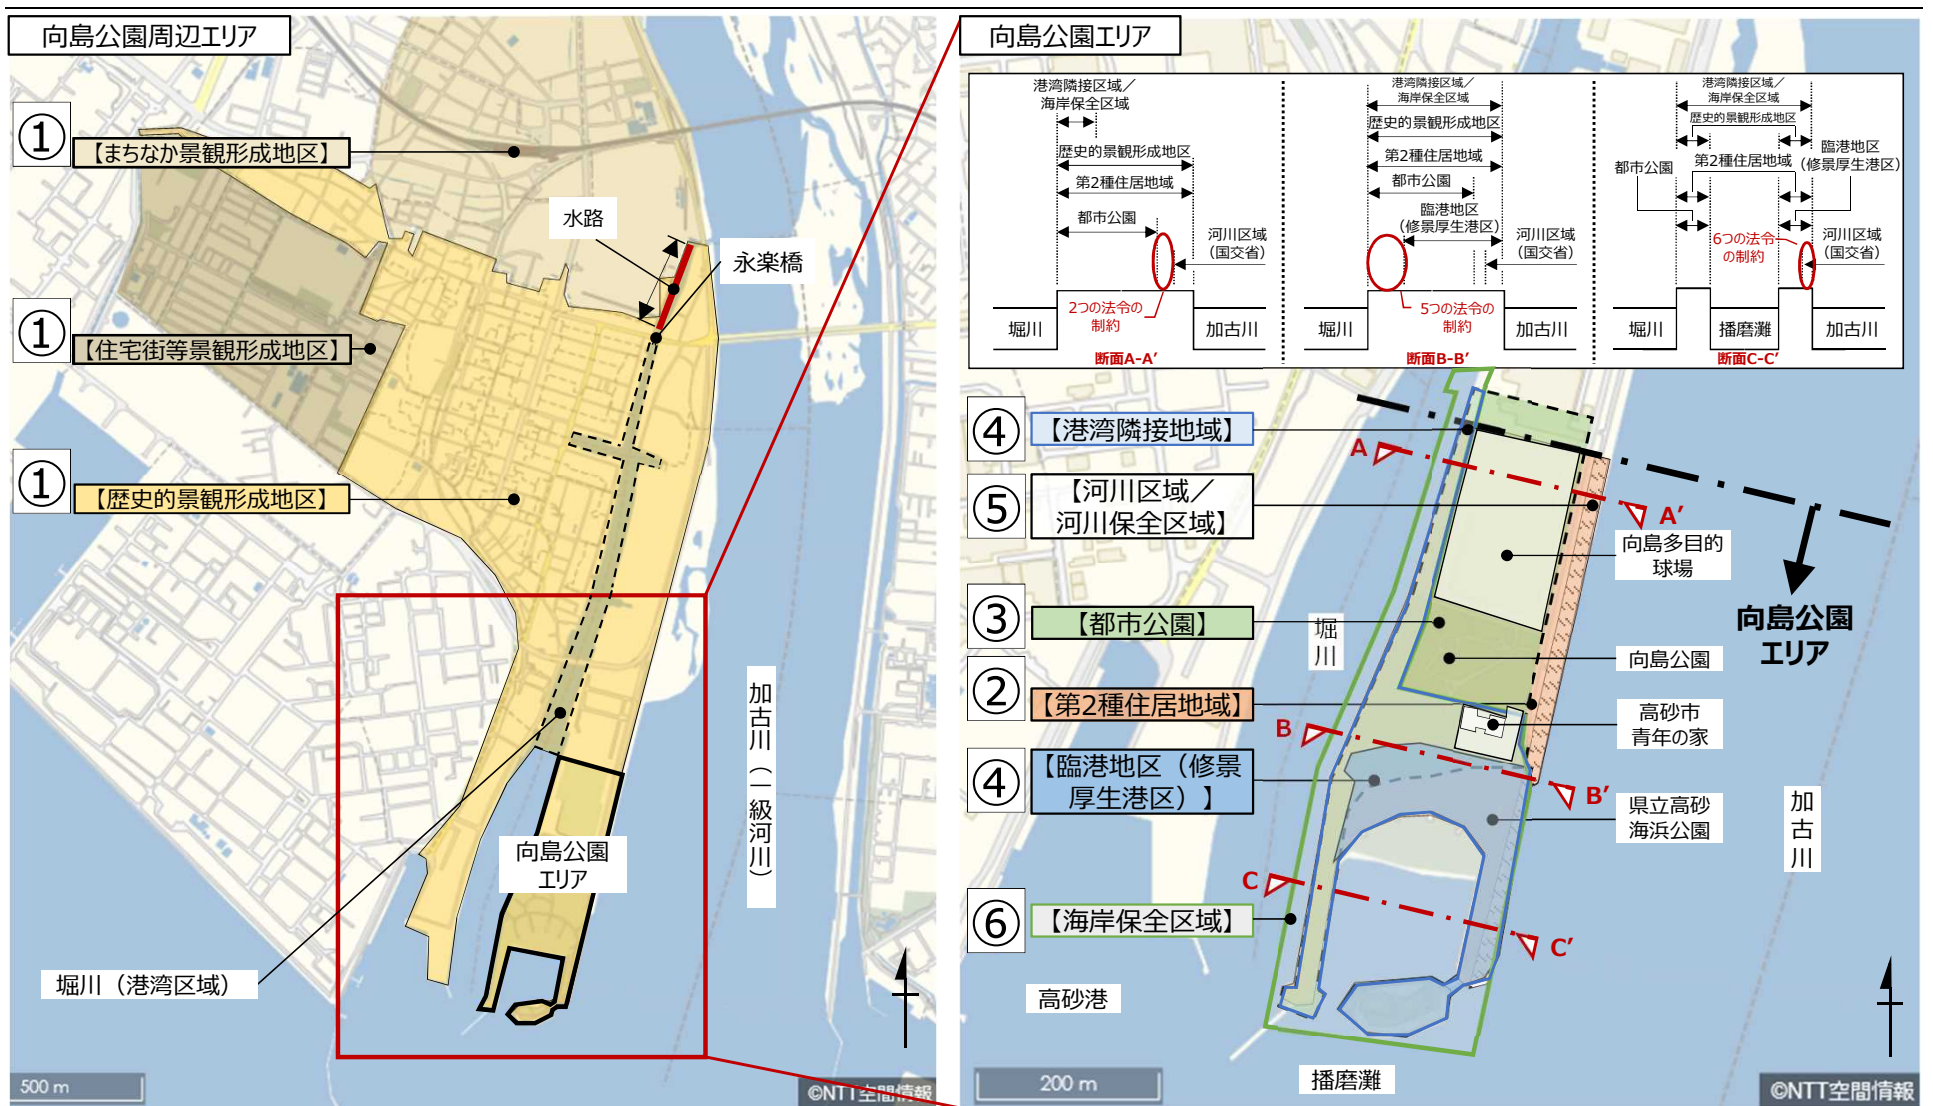 向島公園周辺エリア
①
【まちなか景観形成地区】
水路
永楽橋
①
【住宅街等景観形成地区】
①
【歴史的景観形成地区】
加古川（一級河川）
向島公園
エリア
堀川（港湾区域）
500 m
©NTT空間情報
向島公園エリア
港湾隣接区域／
海岸保全区域
歴史的景観形成地区
第2種住居地域
都市公園
河川区域
（国交省）
2つの法令の
制約
堀川
加古川
断面A-A’
港湾隣接区域／
海岸保全区域
歴史的景観形成地区
第2種住居地域
都市公園
臨港地区
（修景厚生港区）
河川区域
（国交省）
5つの法令の
制約
堀川
加古川
断面B-B’
港湾隣接区域／
海岸保全区域
歴史的景観形成地区
臨港地区
（修景厚生港区）
第2種住居地域
都市公園
6つの法令
の制約
河川区域
（国交省）
堀川
播磨灘
加古川
断面C-C’
④
【港湾隣接地域】
A
A’
⑤
【河川区域／
河川保全区域】
向島多目的
球場
向島公園
エリア
③
【都市公園】
堀川
向島公園
②
【第2種住居地域】
高砂市
青年の家
B
B’
④
【臨港地区（修景
厚生港区）】
県立高砂
海浜公園
加古川
C
C’
⑥
【海岸保全区域】
高砂港
播磨灘
200 m
©NTT空間情報